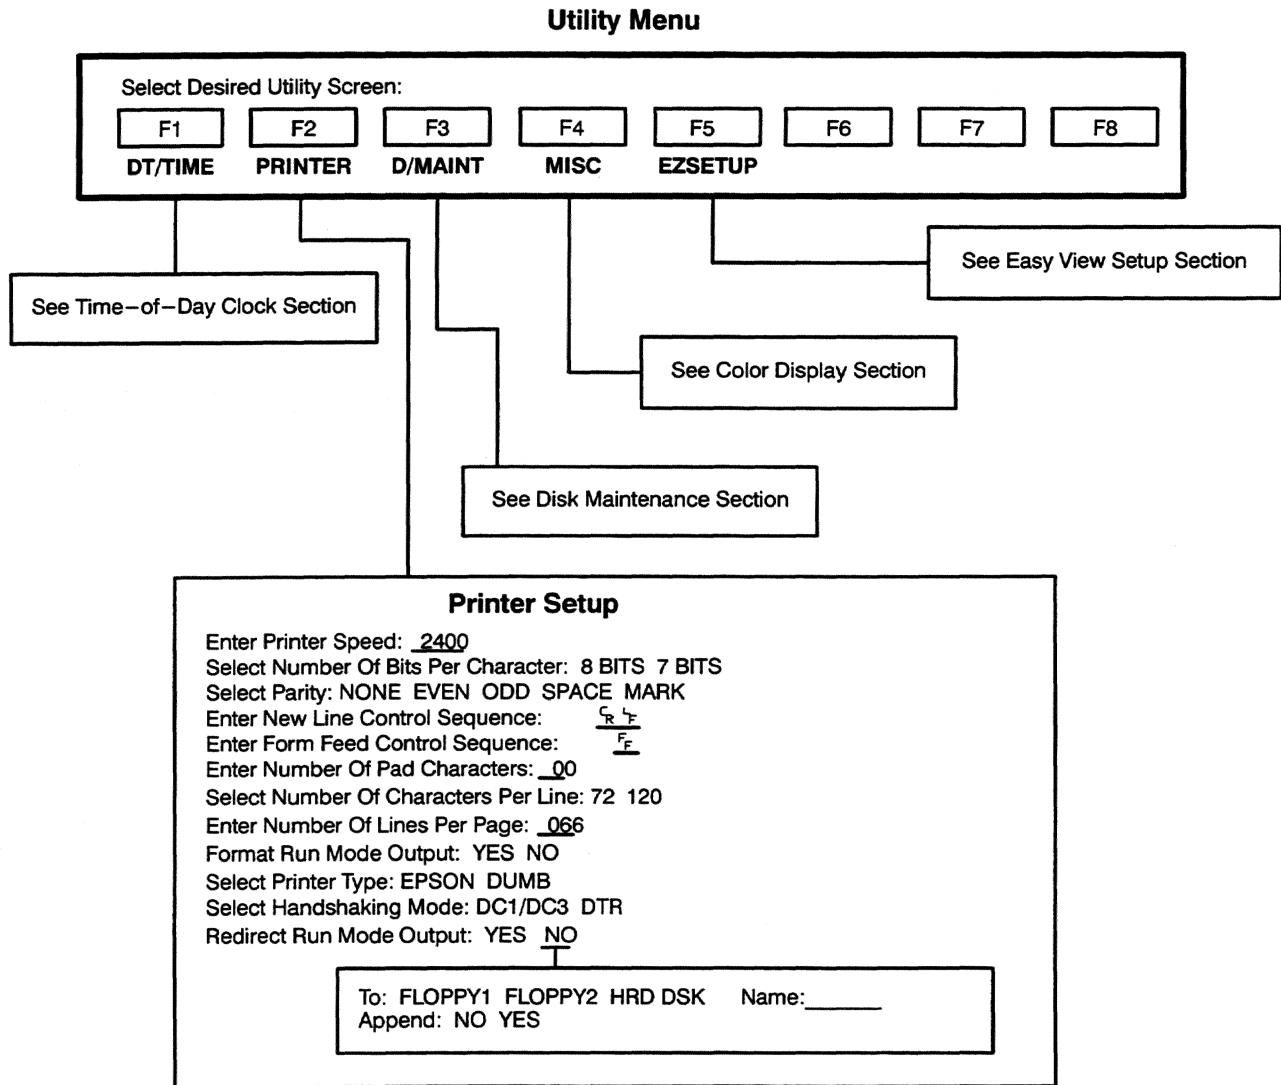 Utility Menu
Select Desired Utility Screen:
F1 F2 F3 F4 F5 F6 F7 F8
DT/TIME PRINTER D/MAINT MISC EZSETUP
See Easy View Setup Section
See Time-of-Day Clock Section
See Color Display Section
See Disk Maintenance Section
Printer Setup
Enter Printer Speed: 2400
Select Number Of Bits Per Character: 8 BITS 7 BITS
Select Parity: NONE EVEN ODD SPACE MARK
Enter New Line Control Sequence: CR LF
Enter Form Feed Control Sequence: FF
Enter Number Of Pad Characters: 00
Select Number Of Characters Per Line: 72 120
Enter Number Of Lines Per Page: 066
Format Run Mode Output: YES NO
Select Printer Type: EPSON DUMB
Select Handshaking Mode: DC1/DC3 DTR
Redirect Run Mode Output: YES NO
To: FLOPPY1 FLOPPY2 HRD DSK Name:
Append: NO YES